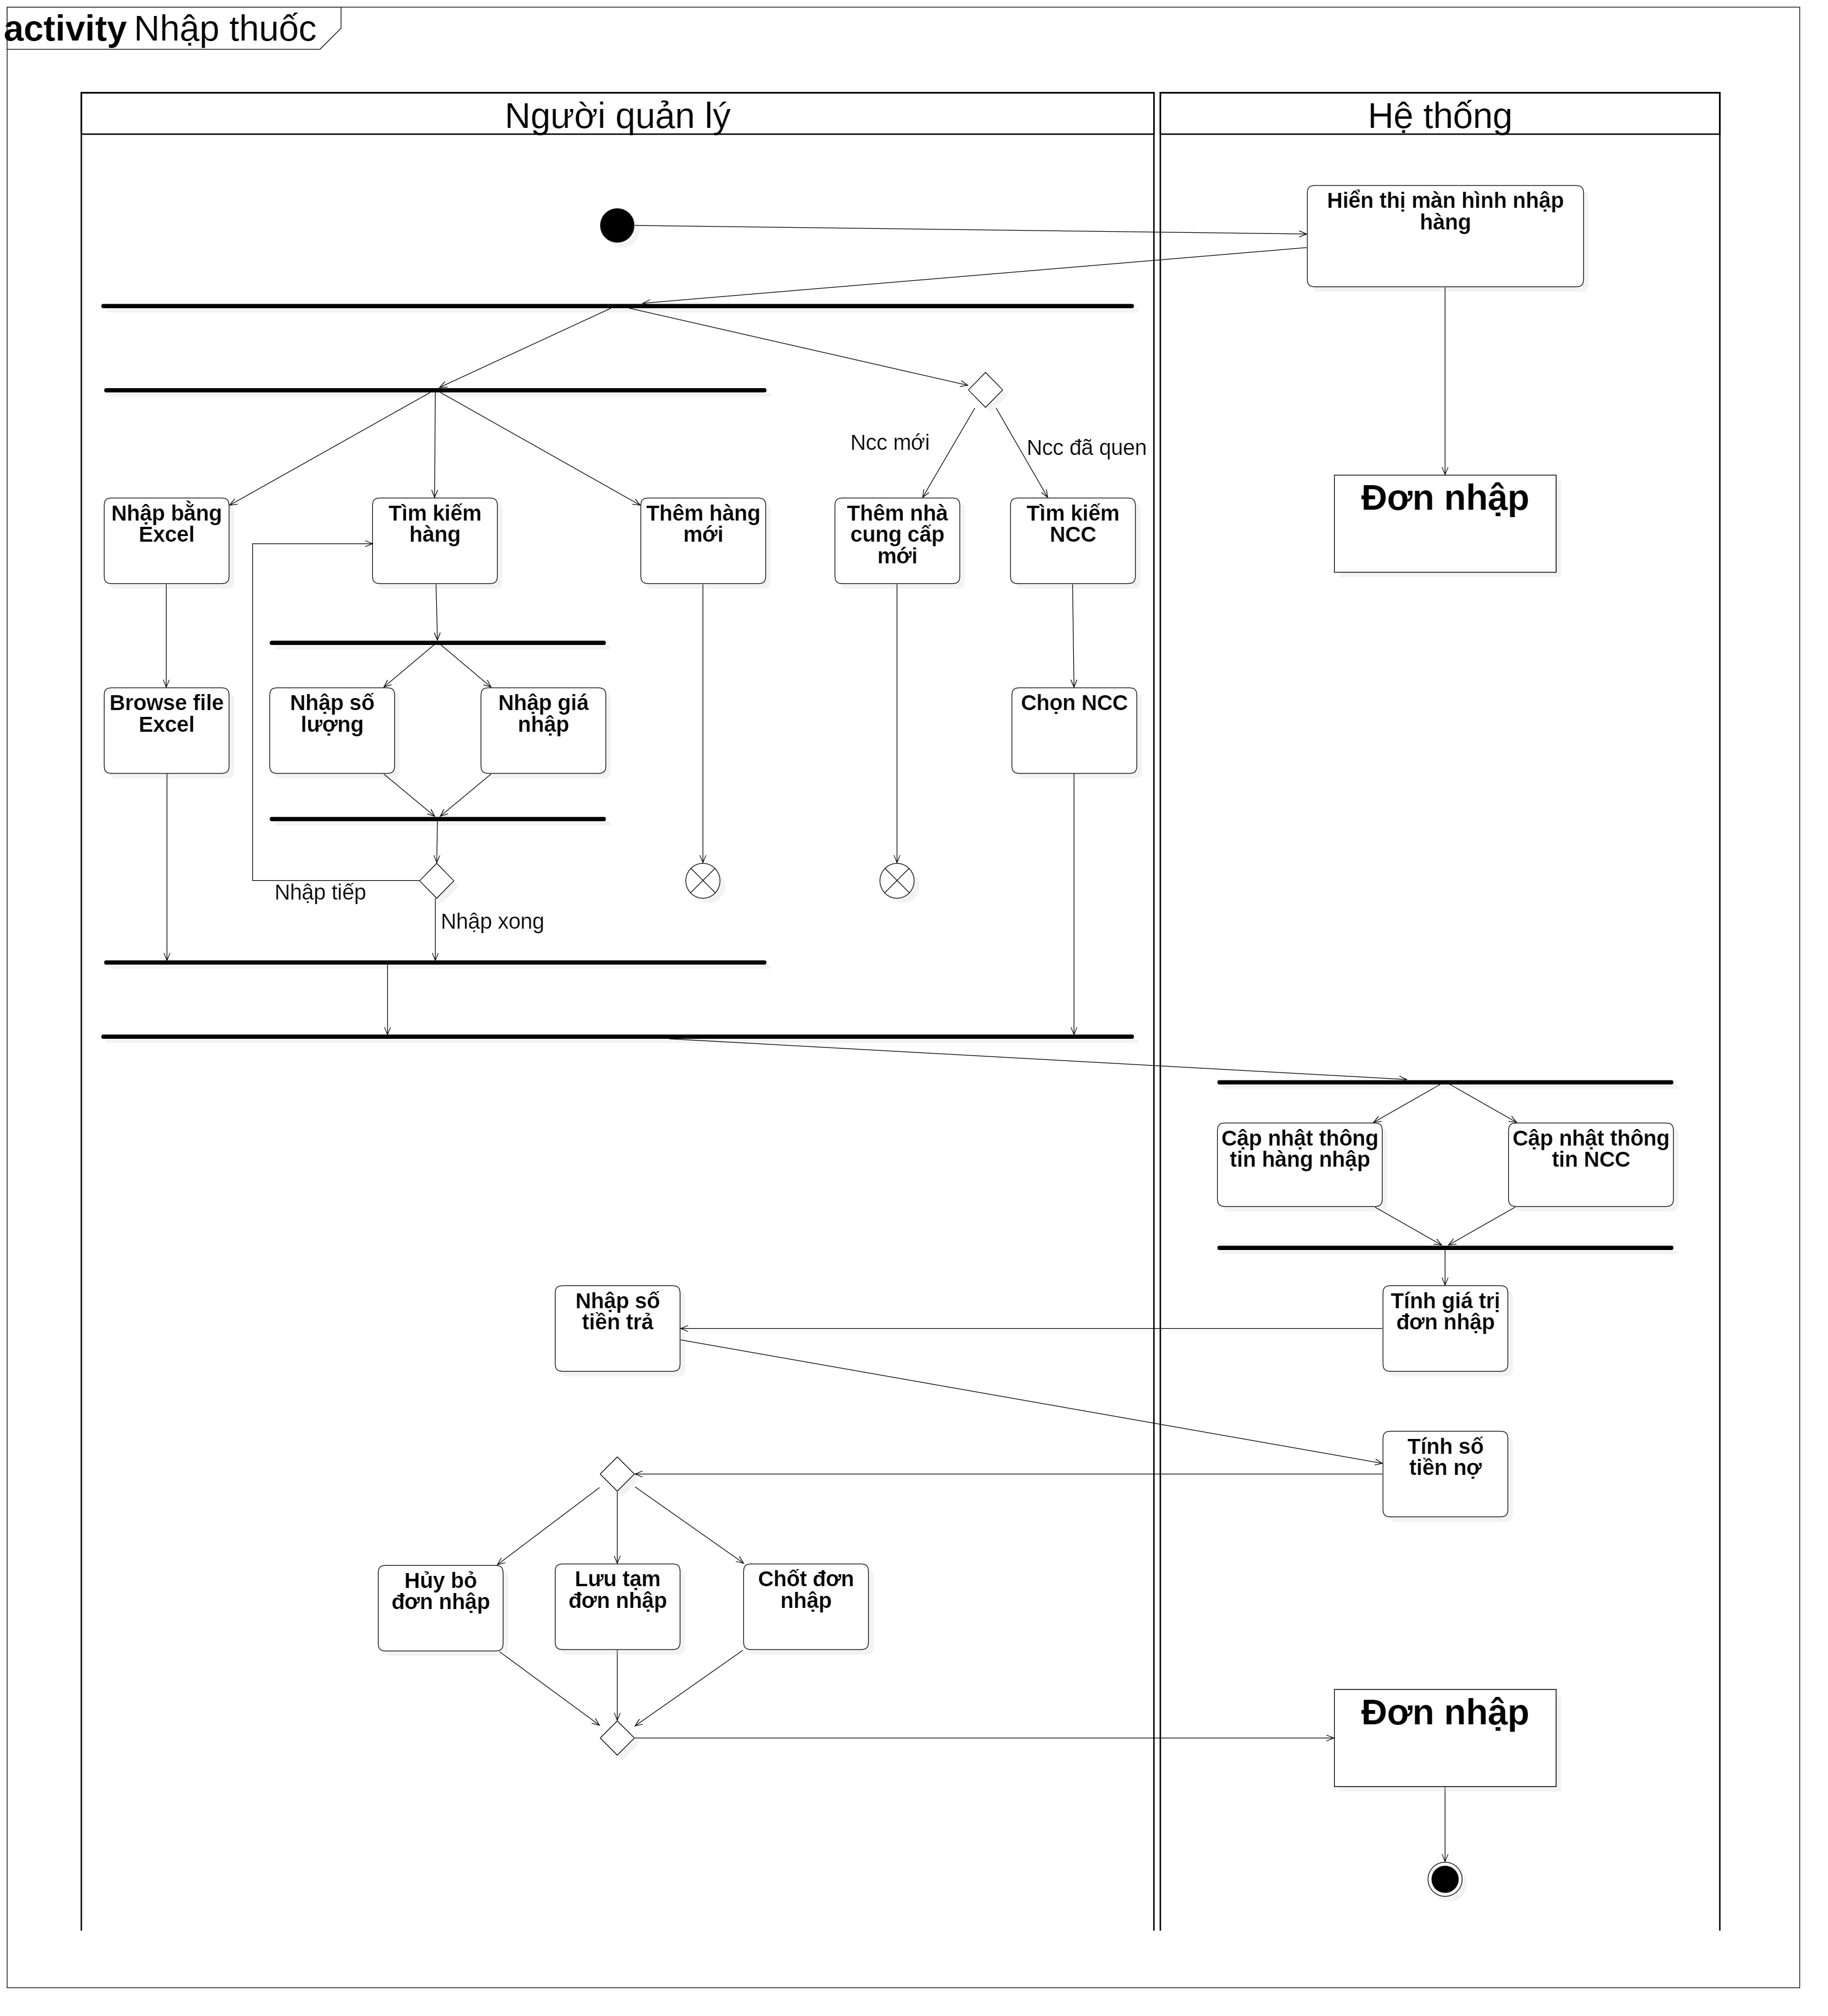 activity Nhập thuốc
Người quản lý
Hệ thống
Hiển thị màn hình nhập
hàng
Ncc mới
Ncc đã quen
Nhập bằng
Excel
Tìm kiếm
hàng
Thêm hàng
mới
Thêm nhà
cung cấp
mới
Tìm kiếm
NCC
Đơn nhập
Browse file
Excel
Nhập số
lượng
Nhập giá
nhập
Chọn NCC
Nhập tiếp
Nhập xong
Cập nhật thông
tin hàng nhập
Cập nhật thông
tin NCC
Nhập số
tiền trả
Tính giá trị
đơn nhập
Tính số
tiền nợ
Hủy bỏ
đơn nhập
Lưu tạm
đơn nhập
Chốt đơn
nhập
Đơn nhập